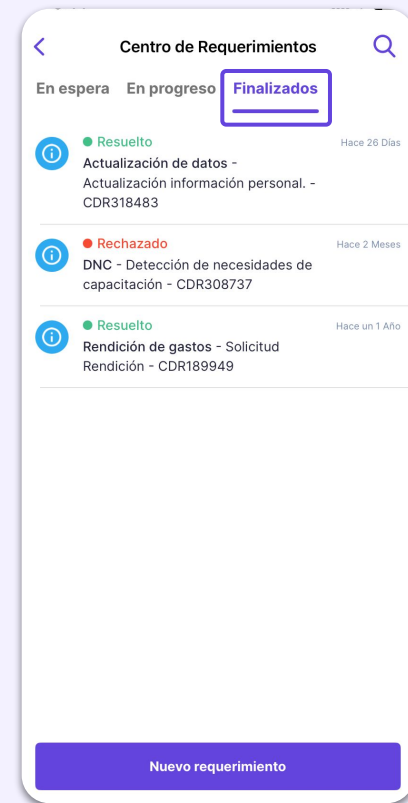 Centro de Requerimientos
En espera En progreso Finalizados
Resuelto Hace 26 Días
Actualización de datos -
Actualización información personal. -
CDR318483
Rechazado Hace 2 Meses
DNC - Detección de necesidades de
capacitación - CDR308737
Resuelto Hace un 1 Año
Rendición de gastos - Solicitud
Rendición - CDR189949
Nuevo requerimiento